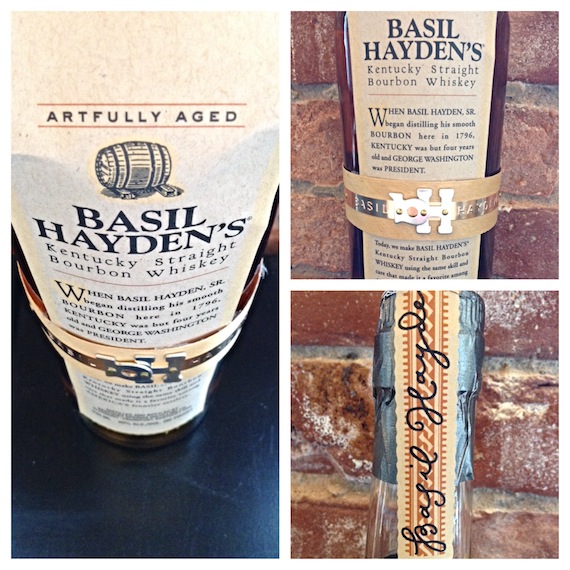 ARTFULLY AGED
BASIL
HAYDEN'S®
Kentucky Straight
Bourbon Whiskey
WHEN BASIL HAYDEN, SR.
began distilling his smooth
BOURBON here in 1796,
KENTUCKY was but four years
old and GEORGE WASHINGTON
was PRESIDENT.
BASIL
HAYDEN'S®
Kentucky Straight
Bourbon Whiskey
WHEN BASIL HAYDEN, SR.
began distilling his smooth
BOURBON here in 1796,
KENTUCKY was but four years
old and GEORGE WASHINGTON
was PRESIDENT.
BASIL H HAYDEN
Today, we make BASIL HAYDEN'S
Kentucky Straight Bourbon
WHISKEY using the same skill and
care that made it a favorite among
Basil Hayde